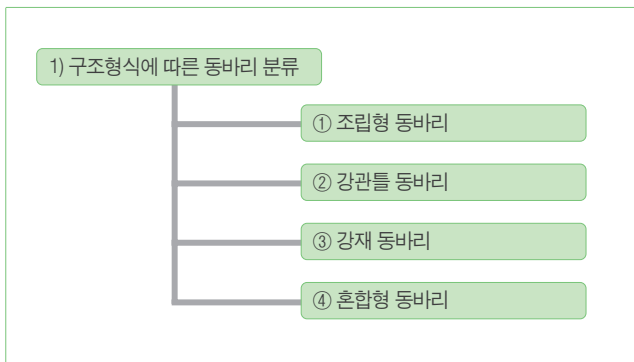 1) 구조형식에 따른 동바리 분류
① 조립형 동바리
② 강관틀 동바리
③ 강재 동바리
④ 혼합형 동바리